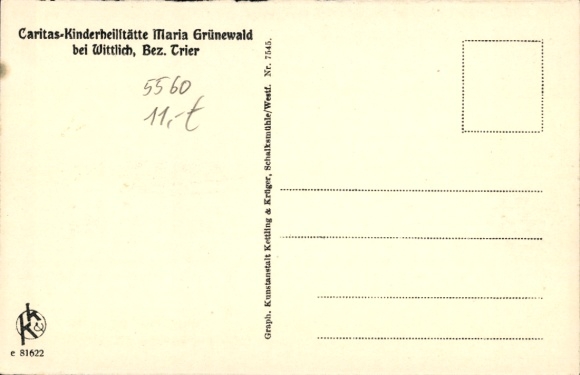 Caritas-Kinderheilstätte Maria Grünewald
bei Wittlich, Bez. Trier
5560
11,-
Graph. Kunstanstalt Kettling & Krüger, Schalksmühle/Westf. Nr. 7545.
K & K
e 81622